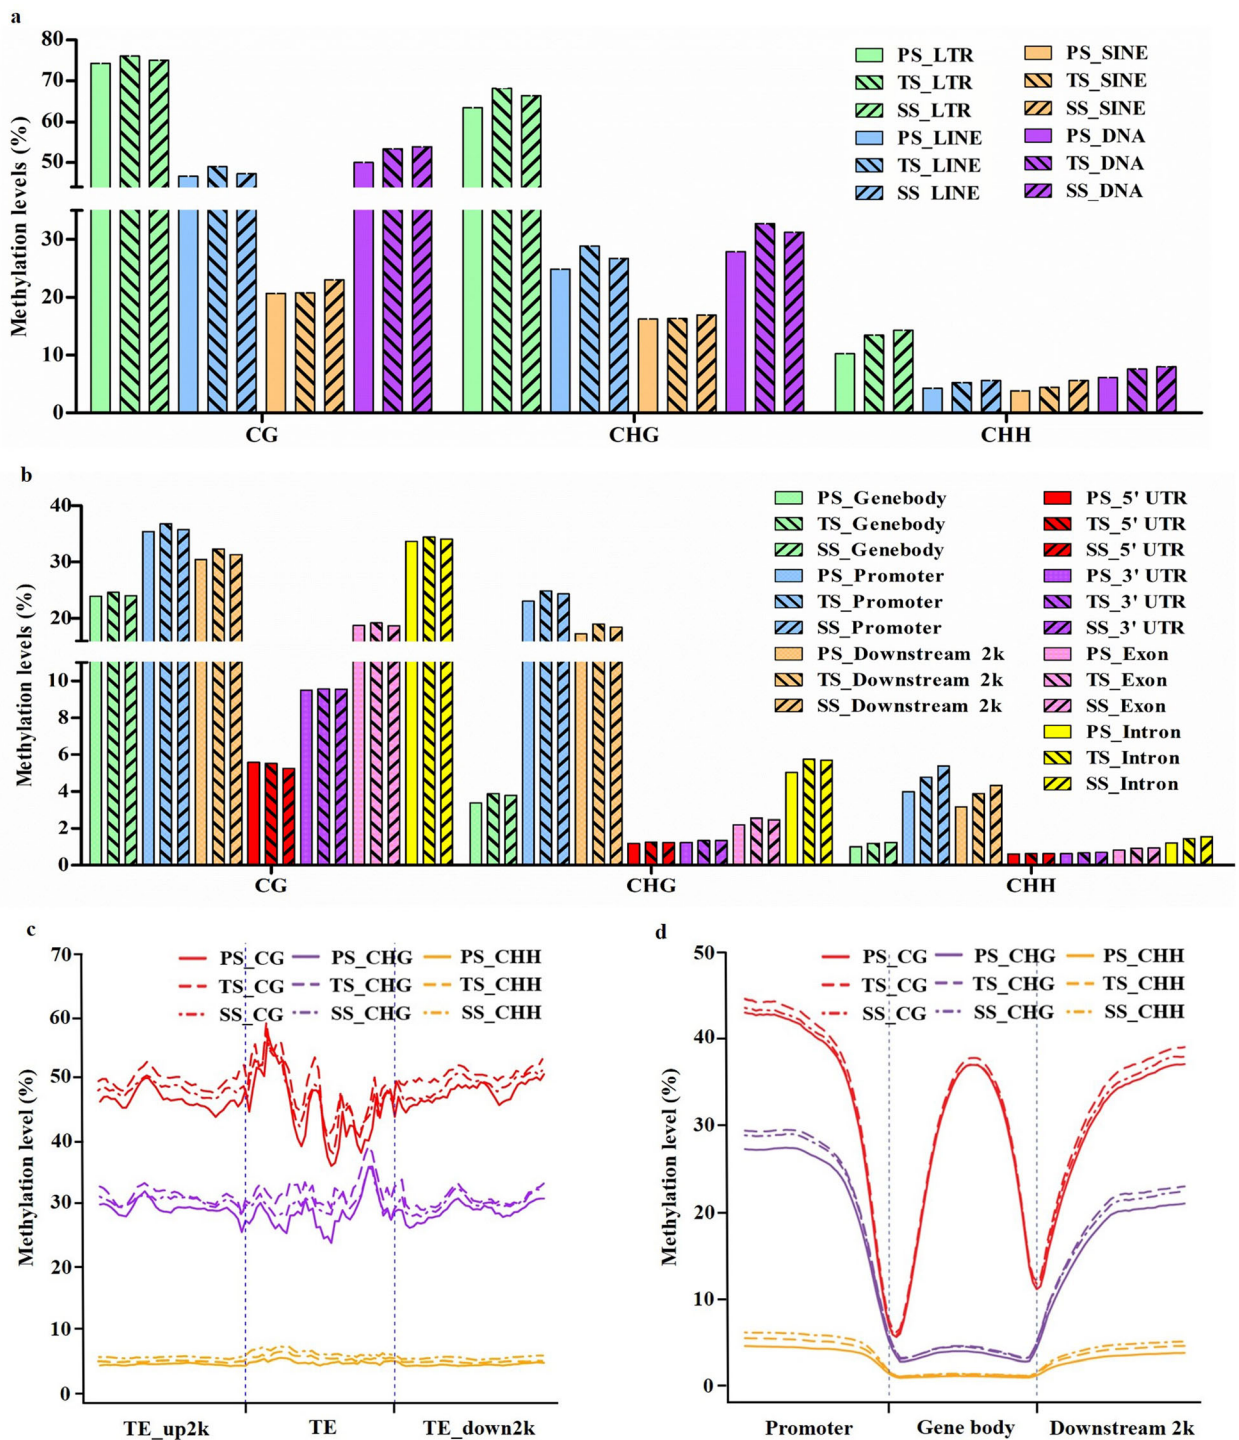 a
80
70
60
50
30
20
10
0
Methylation levels (%)
CG
CHG
CHH
PS_LTR
TS_LTR
SS_LTR
PS_LINE
TS_LINE
SS_LINE
PS_SINE
TS_SINE
SS_SINE
PS_DNA
TS_DNA
SS_DNA
b
40
30
20
10
8
6
4
2
0
Methylation levels (%)
CG
CHG
CHH
PS_Genebody
TS_Genebody
SS_Genebody
PS_Promoter
TS_Promoter
SS_Promoter
PS_Downstream 2k
TS_Downstream 2k
SS_Downstream 2k
PS_5' UTR
TS_5' UTR
SS_5' UTR
PS_3' UTR
TS_3' UTR
SS_3' UTR
PS_Exon
TS_Exon
SS_Exon
PS_Intron
TS_Intron
SS_Intron
c
70
60
50
40
30
20
10
0
Methylation level (%)
PS_CG
TS_CG
SS_CG
PS_CHG
TS_CHG
SS_CHG
PS_CHH
TS_CHH
SS_CHH
TE_up2k
TE
TE_down2k
d
50
40
30
20
10
0
Methylation level (%)
PS_CG
TS_CG
SS_CG
PS_CHG
TS_CHG
SS_CHG
PS_CHH
TS_CHH
SS_CHH
Promoter
Gene body
Downstream 2k